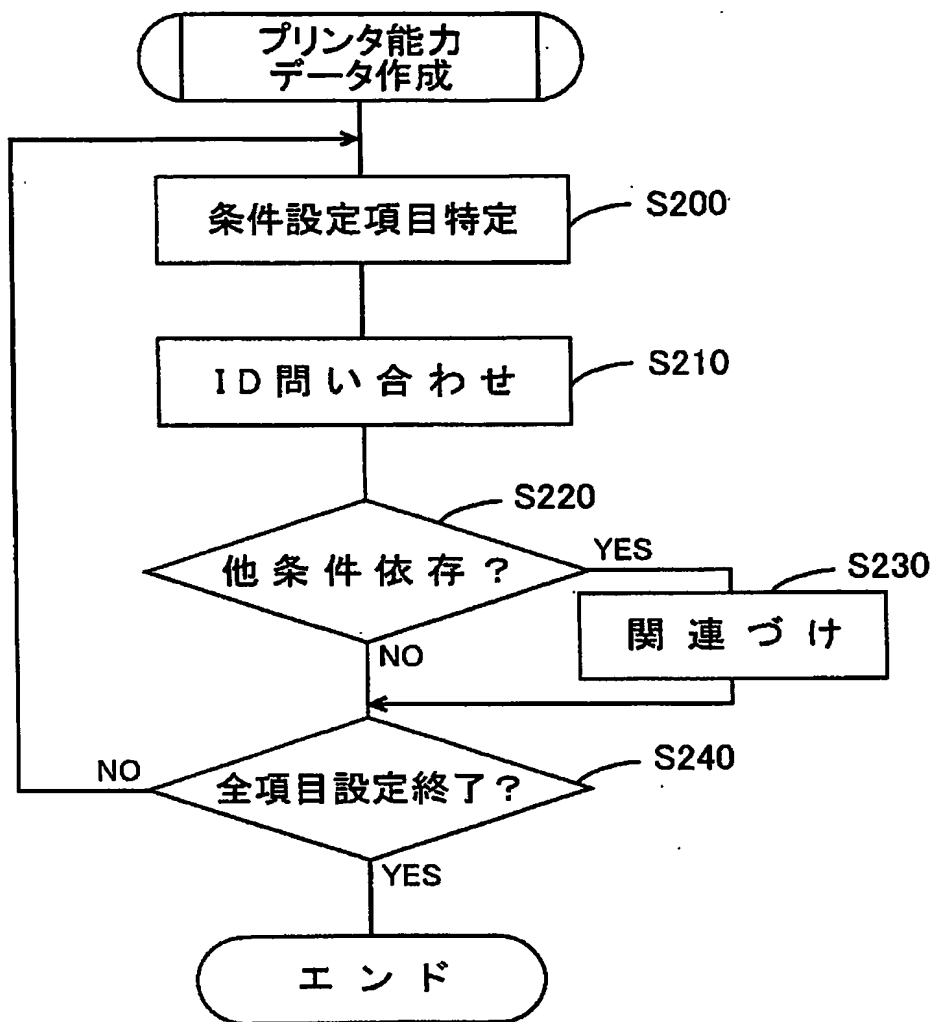 プリンタ能力
データ作成
条件設定項目特定
S200
ID問い合わせ
S210
S220
他条件依存?
YES
S230
関連づけ
NO
S240
NO
全項目設定終了?
YES
エンド